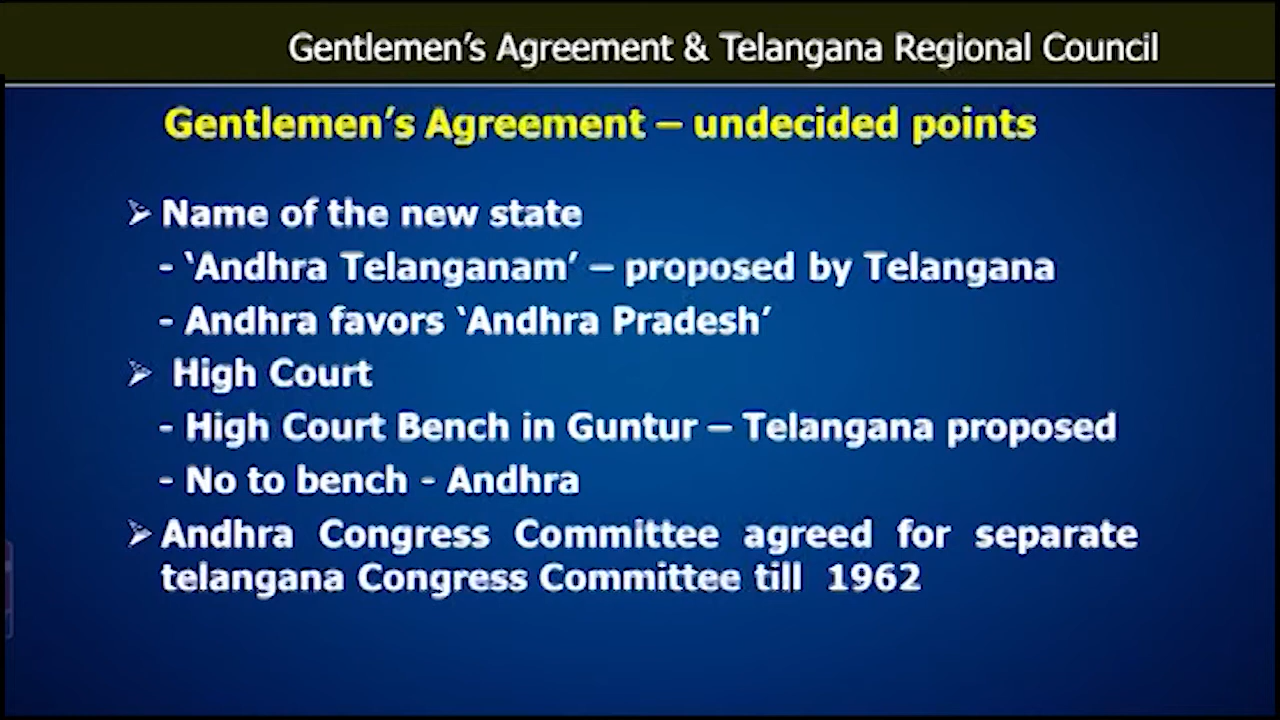 Gentlemen's Agreement & Telangana Regional Council
Gentlemen's Agreement – undecided points
➢ Name of the new state
- 'Andhra Telanganam' – proposed by Telangana
- Andhra favors 'Andhra Pradesh'
➢ High Court
- High Court Bench in Guntur – Telangana proposed
- No to bench - Andhra
➢ Andhra Congress Committee agreed for separate
telangana Congress Committee till 1962